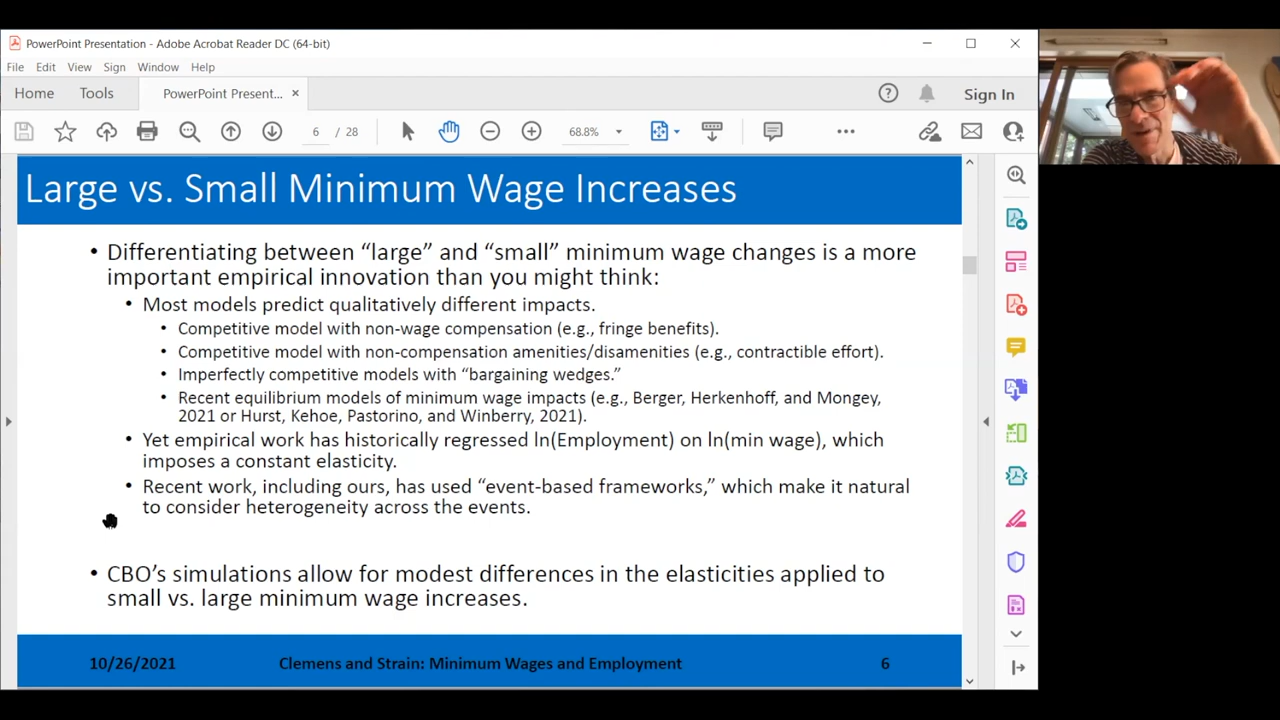 PowerPoint Presentation - Adobe Acrobat Reader DC (64-bit)
File Edit View Sign Window Help
Home Tools PowerPoint Present... × Sign In
6 / 28 68.8%
Large vs. Small Minimum Wage Increases
• Differentiating between “large” and “small” minimum wage changes is a more
important empirical innovation than you might think:
• Most models predict qualitatively different impacts.
• Competitive model with non-wage compensation (e.g., fringe benefits).
• Competitive model with non-compensation amenities/disamenities (e.g., contractible effort).
• Imperfectly competitive models with “bargaining wedges.”
• Recent equilibrium models of minimum wage impacts (e.g., Berger, Herkenhoff, and Mongey,
2021 or Hurst, Kehoe, Pastorino, and Winberry, 2021).
• Yet empirical work has historically regressed ln(Employment) on ln(min wage), which
imposes a constant elasticity.
• Recent work, including ours, has used “event-based frameworks,” which make it natural
to consider heterogeneity across the events.
• CBO’s simulations allow for modest differences in the elasticities applied to
small vs. large minimum wage increases.
10/26/2021 Clemens and Strain: Minimum Wages and Employment 6